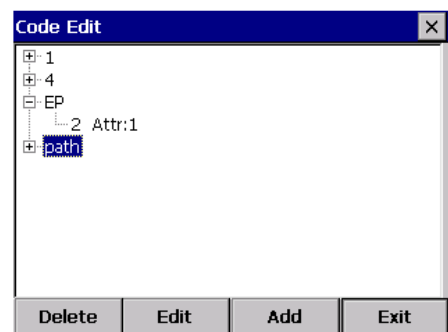 Code Edit
1
4
EP
2 Attr:1
path
Delete Edit Add Exit